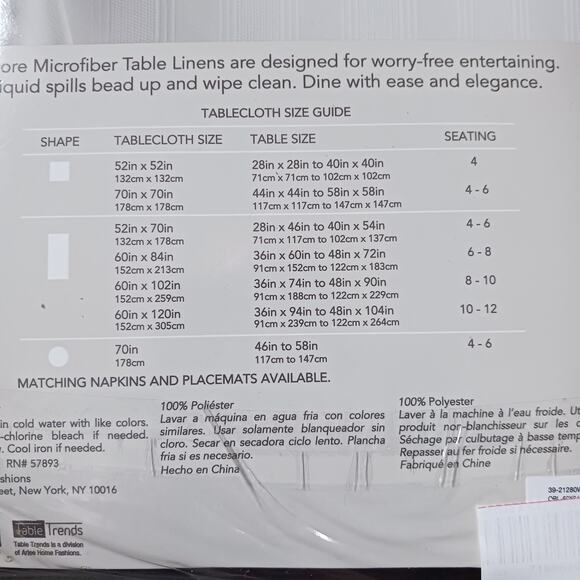 ore Microfiber Table Linens are designed for worry-free entertaining.
iquid spills bead up and wipe clean. Dine with ease and elegance.
TABLECLOTH SIZE GUIDE
SHAPE TABLECLOTH SIZE TABLE SIZE SEATING
52in x 52in 28in x 28in to 40in x 40in 4
132cm x 132cm 71cm x 71cm to 102cm x 102cm
70in x 70in 44in x 44in to 58in x 58in 4 - 6
178cm x 178cm 117cm x 117cm to 147cm x 147cm
52in x 70in 28in x 46in to 40in x 54in 4 - 6
132cm x 178cm 71cm x 117cm to 102cm x 137cm
60in x 84in 36in x 60in to 48in x 72in 6 - 8
152cm x 213cm 91cm x 152cm to 122cm x 183cm
60in x 102in 36in x 74in to 48in x 90in 8 - 10
152cm x 259cm 91cm x 188cm to 122cm x 229cm
60in x 120in 36in x 94in to 48in x 104in 10 - 12
152cm x 305cm 91cm x 239cm to 122cm x 264cm
70in 46in to 58in 4 - 6
178cm 117cm to 147cm
MATCHING NAPKINS AND PLACEMATS AVAILABLE.
in cold water with like colors.
-chlorine bleach if needed.
. Cool iron if needed.
RN# 57893
shions
eet, New York, NY 10016
100% Poliéster
Lavar a máquina en agua fria con colores
similares. Usar solamente blanqueador sin
cloro. Secar en secadora ciclo lento. Plancha
fria si es necesario.
Hecho en China
100% Polyester
Laver à la machine à l'eau froide. Ut
produit non-blanchisseur sur les c
Séchage par culbutage à basse temp
Repasser au fer froide si nécessaire.
Fabriqué en Chine
Table Trends
Table Trends is a division
of Arlee Home Fashions.
39-21280W